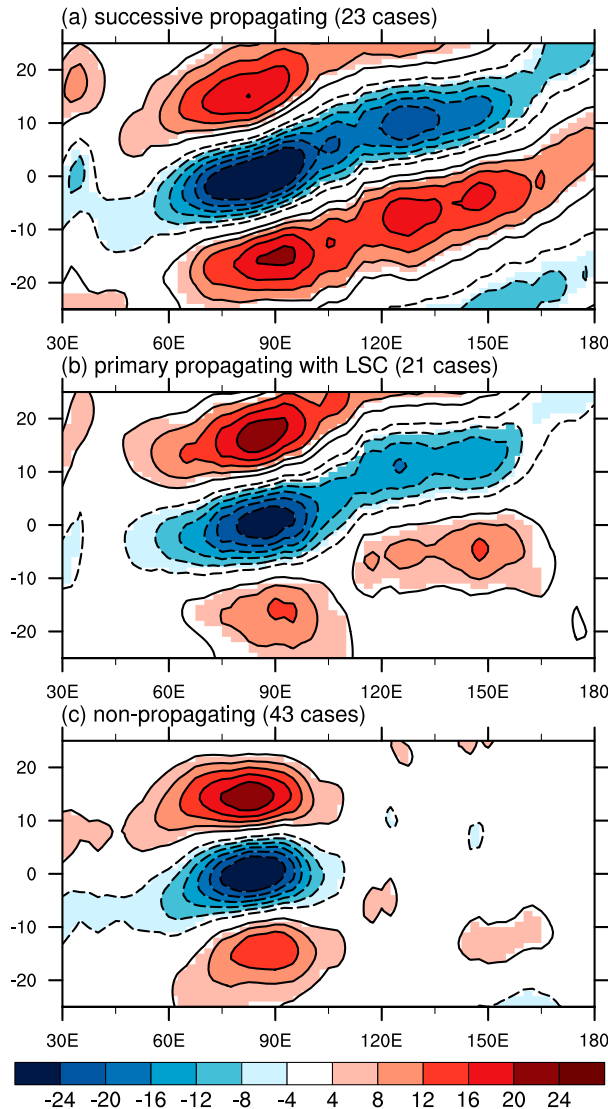 (a) successive propagating (23 cases)
20
10
0
-10
-20
30E 60E 90E 120E 150E 180
(b) primary propagating with LSC (21 cases)
20
10
0
-10
-20
30E 60E 90E 120E 150E 180
(c) non-propagating (43 cases)
20
10
0
-10
-20
30E 60E 90E 120E 150E 180
-24 -20 -16 -12 -8 -4 4 8 12 16 20 24